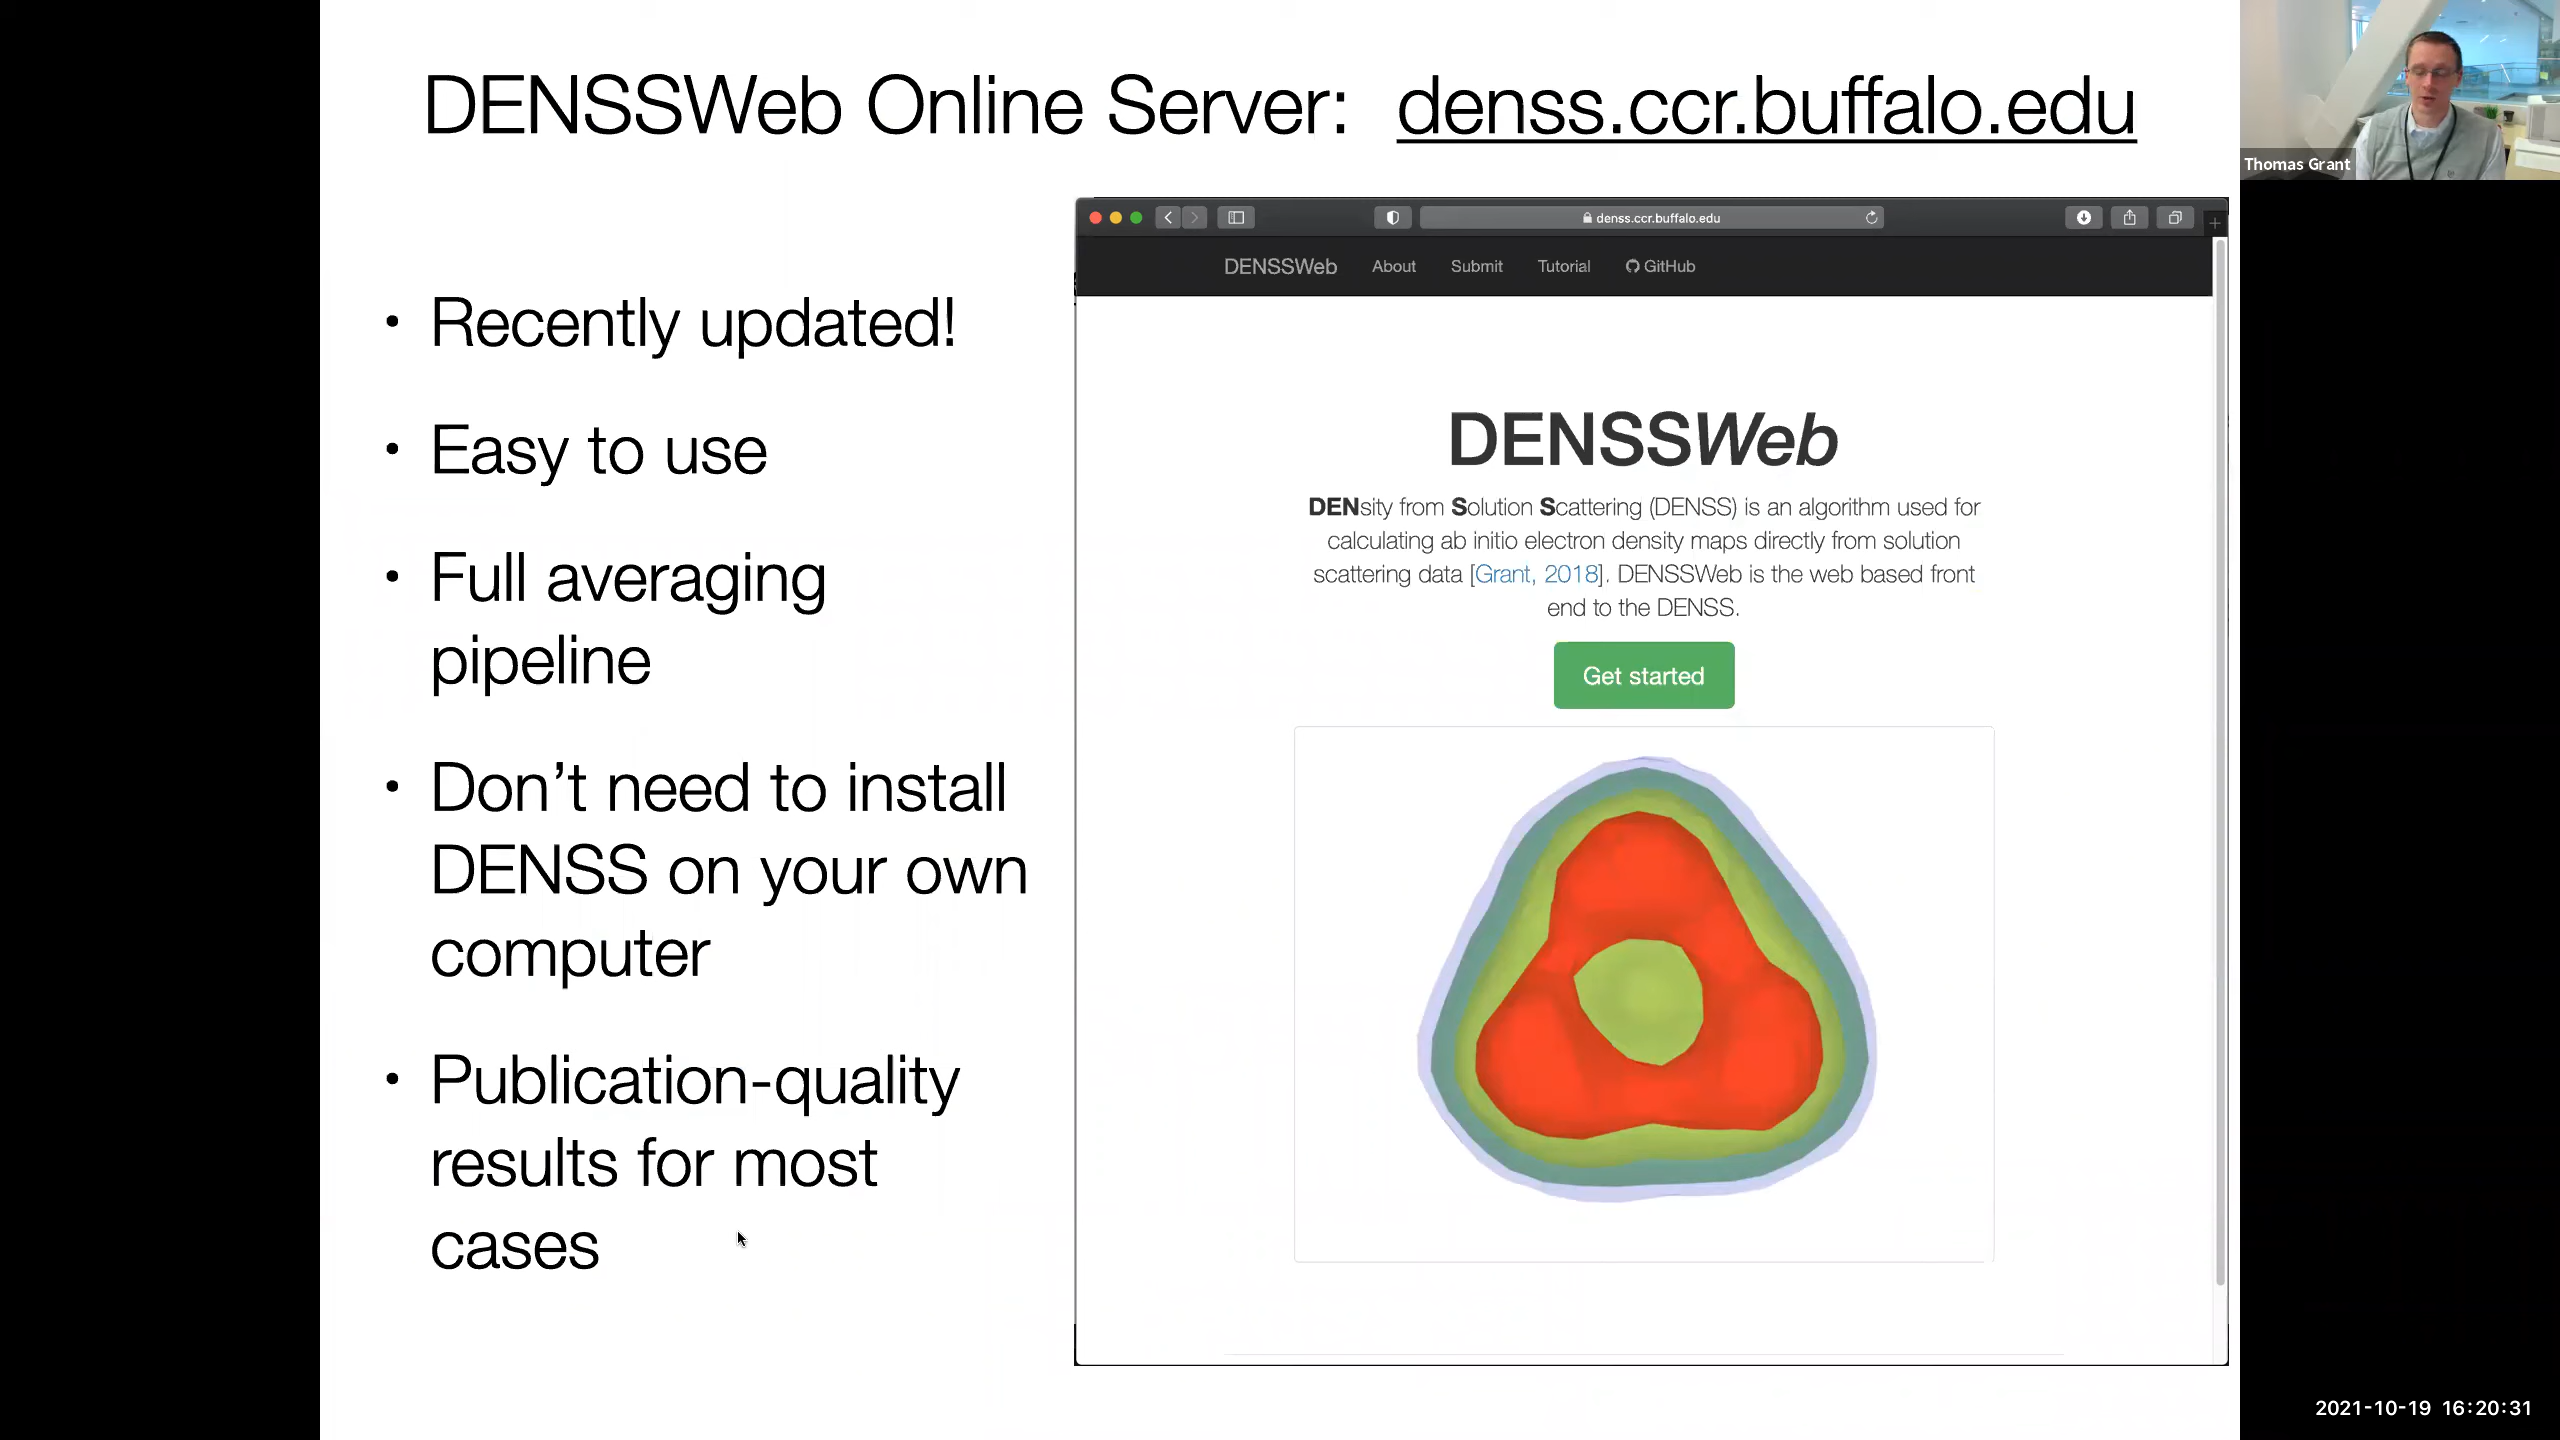 DENSSWeb Online Server: denss.ccr.buffalo.edu
Thomas Grant
• Recently updated!
• Easy to use
• Full averaging
pipeline
• Don’t need to install
DENSS on your own
computer
• Publication-quality
results for most
cases
denss.ccr.buffalo.edu
DENSSWeb About Submit Tutorial GitHub
DENSSWeb
DENsity from Solution Scattering (DENSS) is an algorithm used for
calculating ab initio electron density maps directly from solution
scattering data [Grant, 2018]. DENSSWeb is the web based front
end to the DENSS.
Get started
2021-10-19 16:20:31